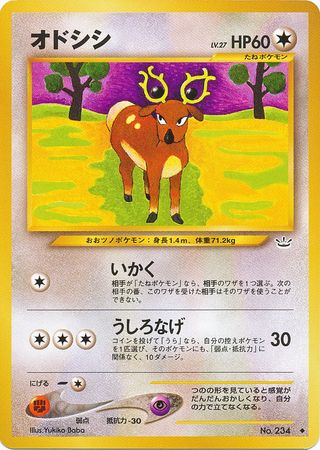 オドシシ
LV.27 HP60
たねポケモン
おおツノポケモン：身長1.4m、体重71.2kg
いかく
相手が「たねポケモン」なら、相手のワザを1つ選ぶ。次の
相手の番、このワザを受けた相手はそのワザを使うことが
できない。
うしろなげ 30
コインを投げて「うら」なら、自分の控えポケモン
を1匹選び、そのポケモンにも、「弱点・抵抗力」に
関係なく、10ダメージ。
にげる
弱点 抵抗力 -30
つのの形を見ていると感覚が
だんだんおかしくなり、自分
の力で立てなくなる。
Illus.Yukiko Baba
No.234